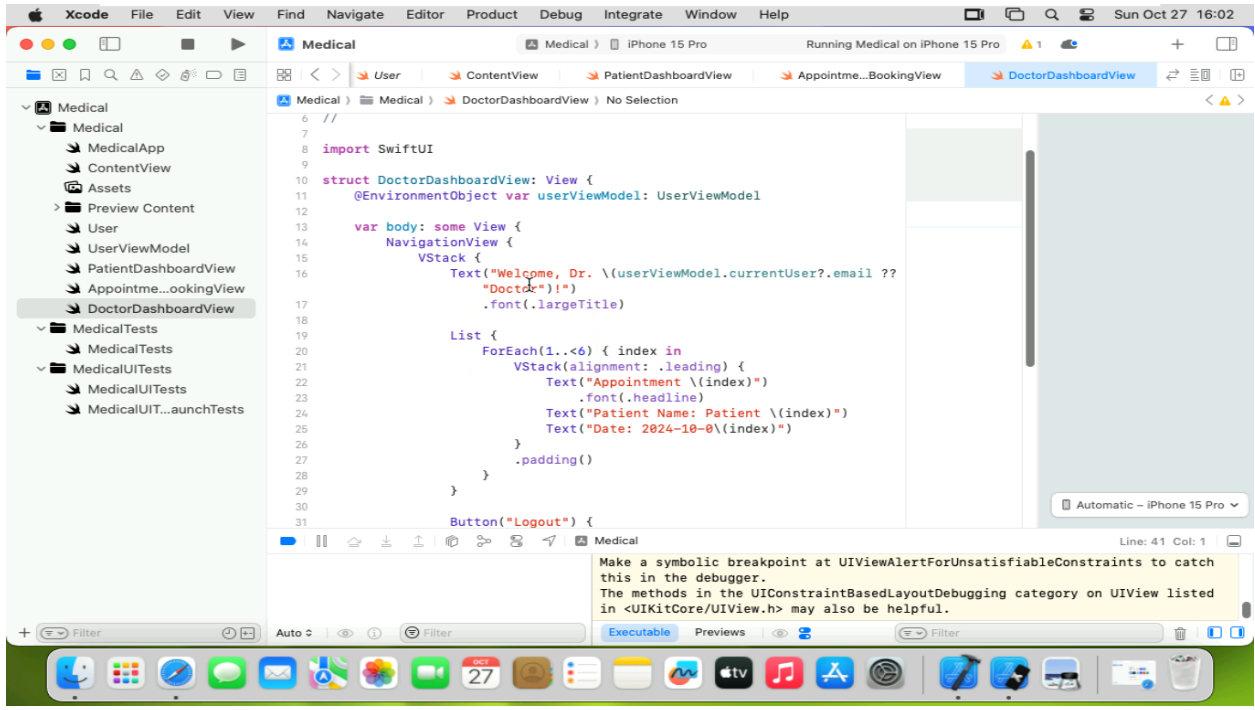 Xcode File Edit View Find Navigate Editor Product Debug Integrate Window Help Sun Oct 27 16:02
Medical Medical iPhone 15 Pro Running Medical on iPhone 15 Pro 1
User ContentView PatientDashboardView Appointme...BookingView DoctorDashboardView
Medical Medical DoctorDashboardView No Selection
Medical
Medical
MedicalApp
ContentView
Assets
Preview Content
User
UserViewModel
PatientDashboardView
Appointme...ookingView
DoctorDashboardView
MedicalTests
MedicalTests
MedicalUITests
MedicalUITests
MedicalUIT...aunchTests
Filter
6 //
7
8 import SwiftUI
9
10 struct DoctorDashboardView: View {
11 @EnvironmentObject var userViewModel: UserViewModel
12
13 var body: some View {
14 NavigationView {
15 VStack {
16 Text("Welcome, Dr. \(userViewModel.currentUser?.email ??
"Doctor")!")
17 .font(.largeTitle)
18
19 List {
20 ForEach(1..<6) { index in
21 VStack(alignment: .leading) {
22 Text("Appointment \(index)")
23 .font(.headline)
24 Text("Patient Name: Patient \(index)")
25 Text("Date: 2024-10-0\(index)")
26 }
27 .padding()
28 }
29 }
30
31 Button("Logout") {
Automatic – iPhone 15 Pro
Medical Line: 41 Col: 1
Make a symbolic breakpoint at UIViewAlertForUnsatisfiableConstraints to catch
this in the debugger.
The methods in the UIConstraintBasedLayoutDebugging category on UIView listed
in <UIKitCore/UIView.h> may also be helpful.
Auto Filter Executable Previews Filter
OCT
27
tv